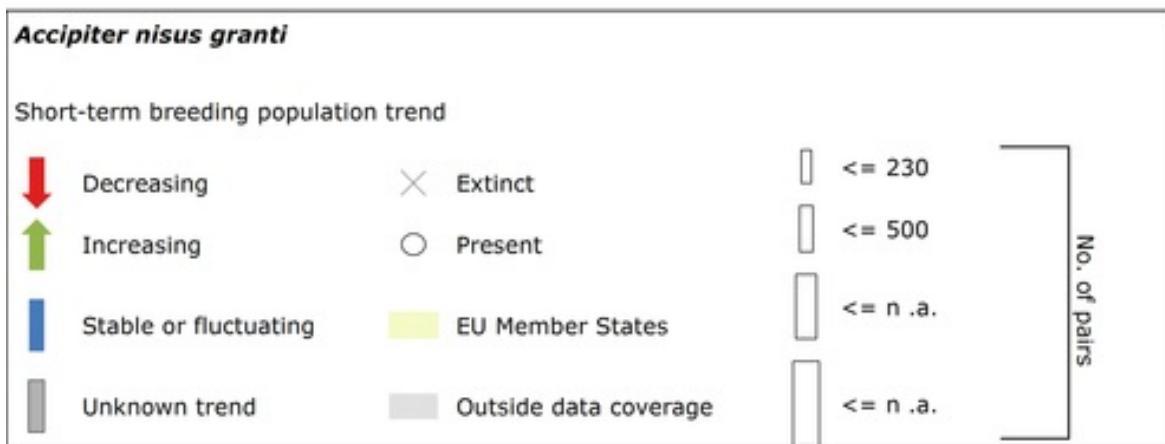 Accipiter nisus granti
Short-term breeding population trend
Decreasing
Extinct
<= 230
Increasing
Present
<= 500
Stable or fluctuating
EU Member States
<= n .a.
Unknown trend
Outside data coverage
<= n .a.
No. of pairs